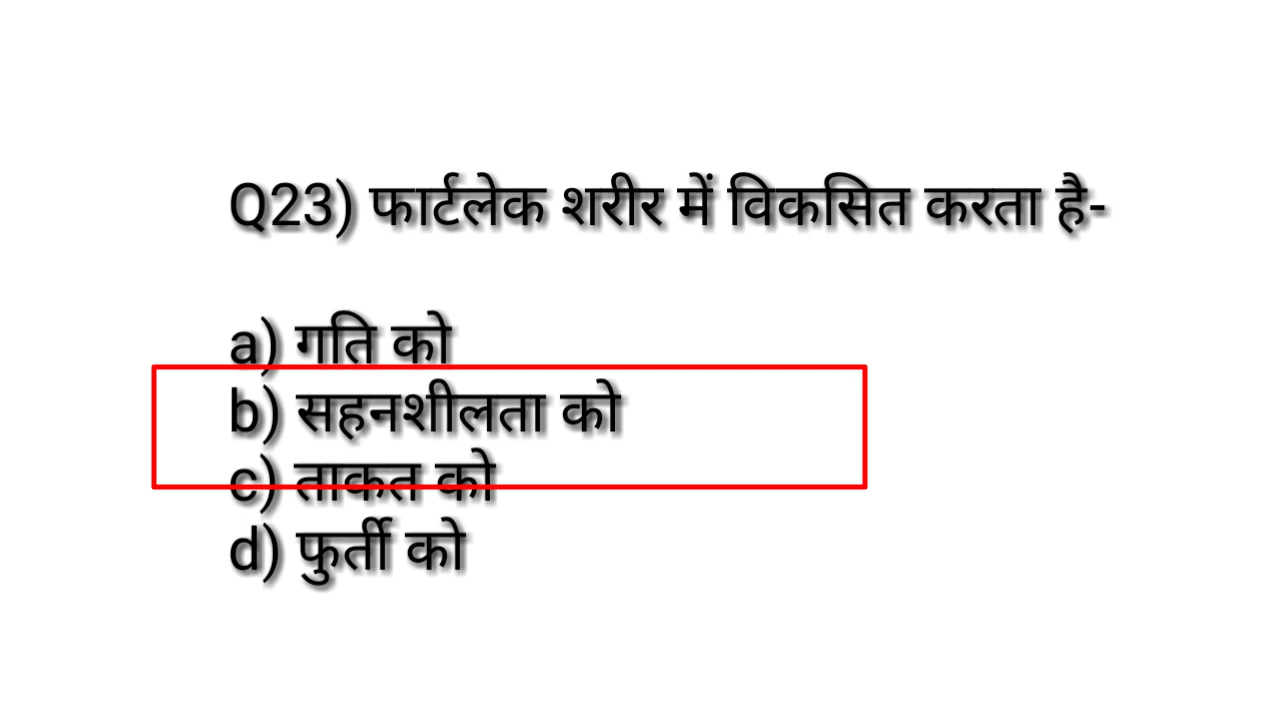 Q23) फार्टलेक शरीर में विकसित करता है-
a) गति को
b) सहनशीलता को
c) ताकत को
d) फुर्ती को